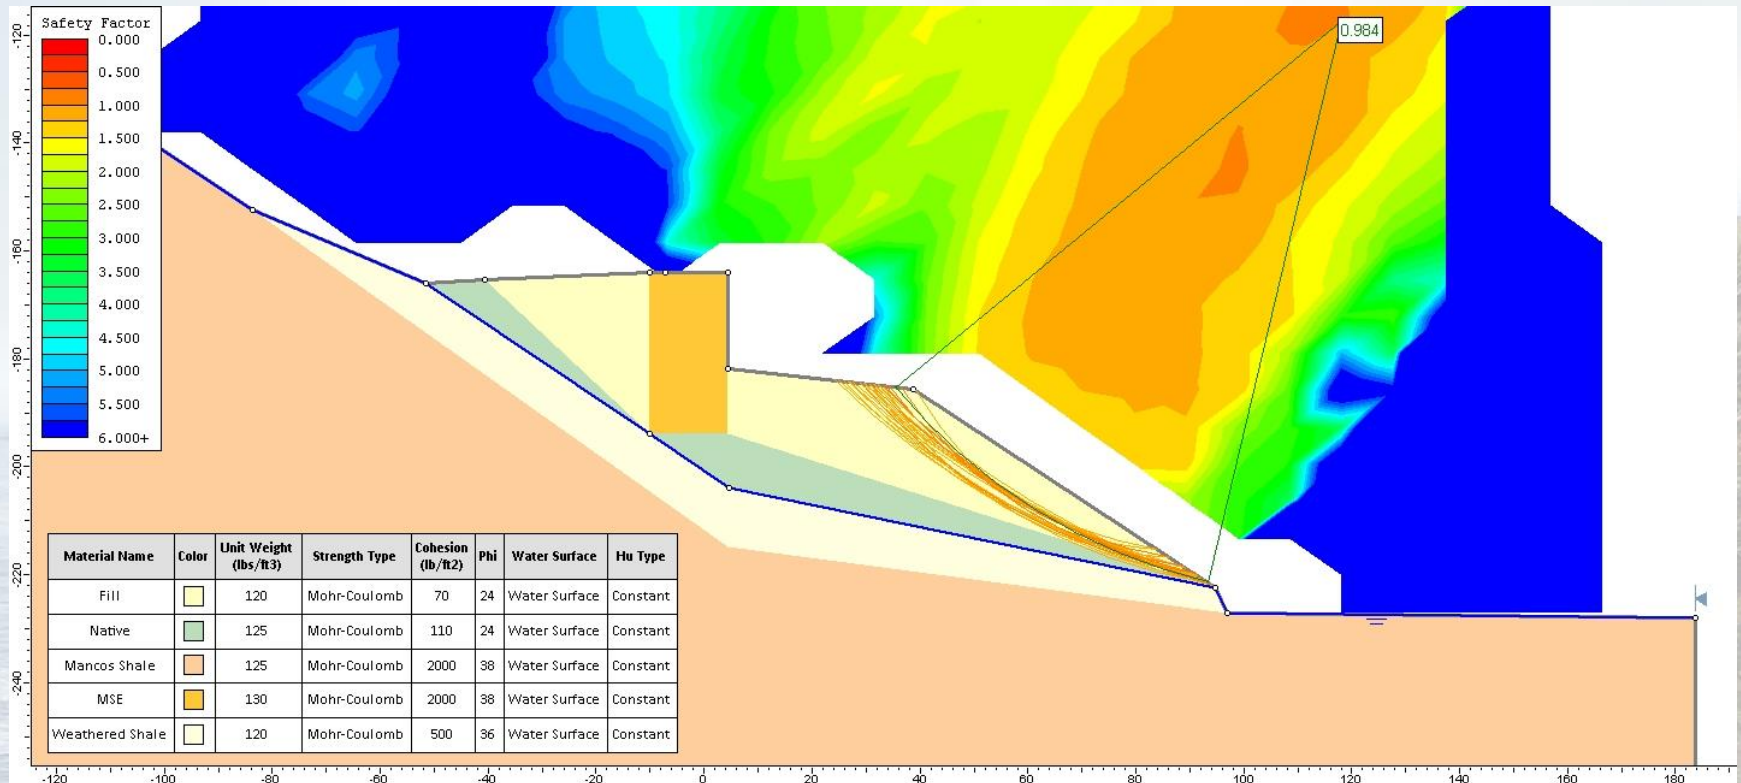 Safety Factor
0.000
0.500
1.000
1.500
2.000
2.500
3.000
3.500
4.000
4.500
5.000
5.500
6.000+
0.984
-120
-140
-160
-180
-200
-220
-240
Material Name Color Unit Weight (lbs/ft3) Strength Type Cohesion (lb/ft2) Phi Water Surface Hu Type
Fill 120 Mohr-Coulomb 70 24 Water Surface Constant
Native 125 Mohr-Coulomb 110 24 Water Surface Constant
Mancos Shale 125 Mohr-Coulomb 2000 38 Water Surface Constant
MSE 130 Mohr-Coulomb 2000 38 Water Surface Constant
Weathered Shale 120 Mohr-Coulomb 500 36 Water Surface Constant
-120 -100 -80 -60 -40 -20 0 20 40 60 80 100 120 140 160 180